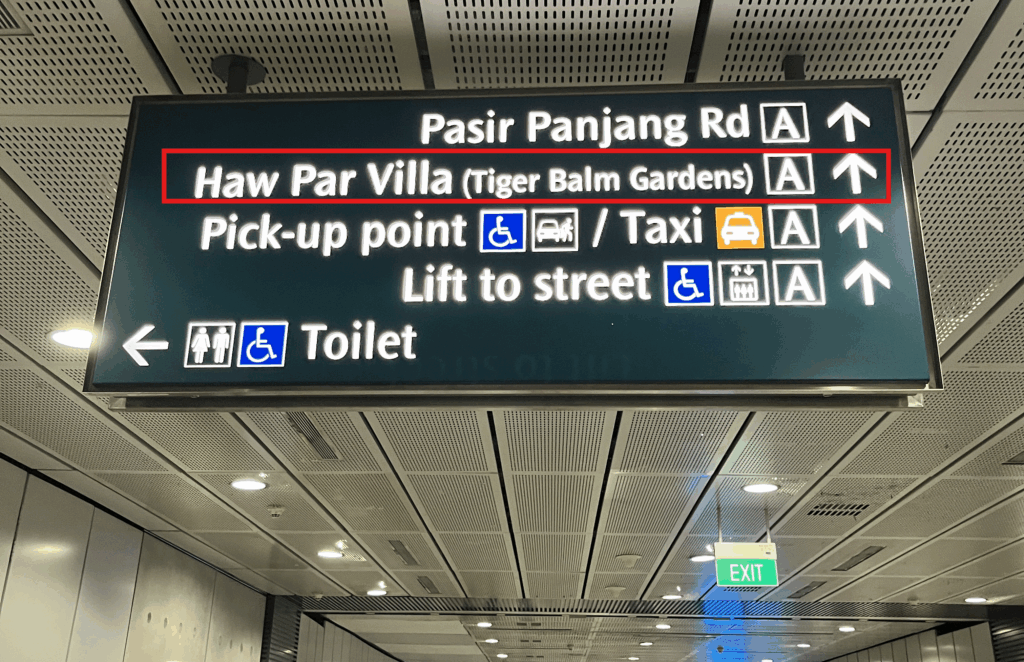 Pasir Panjang Rd A
Haw Par Villa (Tiger Balm Gardens) A
Pick-up point / Taxi A
Lift to street A
Toilet
EXIT